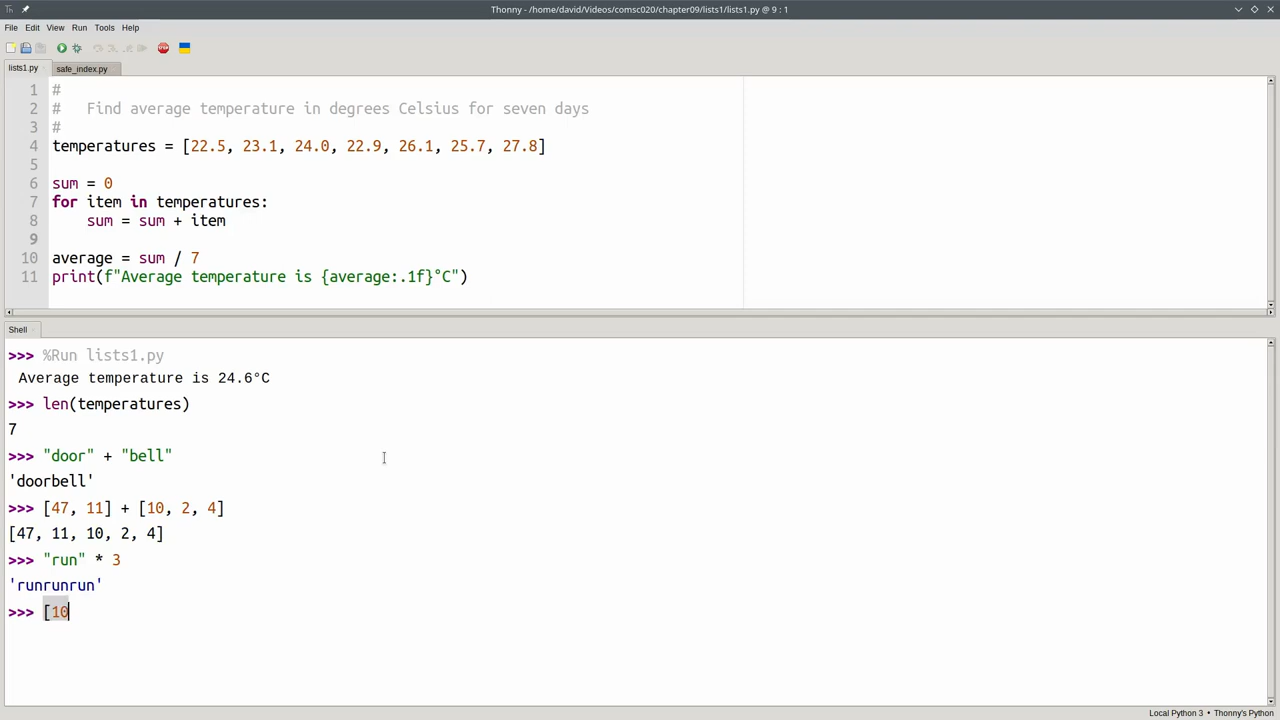 Thonny - /home/david/Videos/comsc020/chapter09/lists1/lists1.py @ 9 : 1
File Edit View Run Tools Help
lists1.py
safe_index.py
1 #
2 #   Find average temperature in degrees Celsius for seven days
3 #
4 temperatures = [22.5, 23.1, 24.0, 22.9, 26.1, 25.7, 27.8]
5
6 sum = 0
7 for item in temperatures:
8     sum = sum + item
9
10 average = sum / 7
11 print(f"Average temperature is {average:.1f}°C")
Shell
>>> %Run lists1.py
Average temperature is 24.6°C
>>> len(temperatures)
7
>>> "door" + "bell"
'doorbell'
>>> [47, 11] + [10, 2, 4]
[47, 11, 10, 2, 4]
>>> "run" * 3
'runrunrun'
>>> [10
Local Python 3 • Thonny's Python